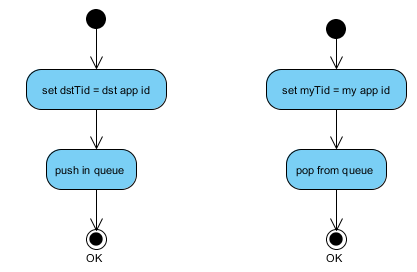 set dstTid = dst app id
push in queue
OK
set myTid = my app id
pop from queue
OK